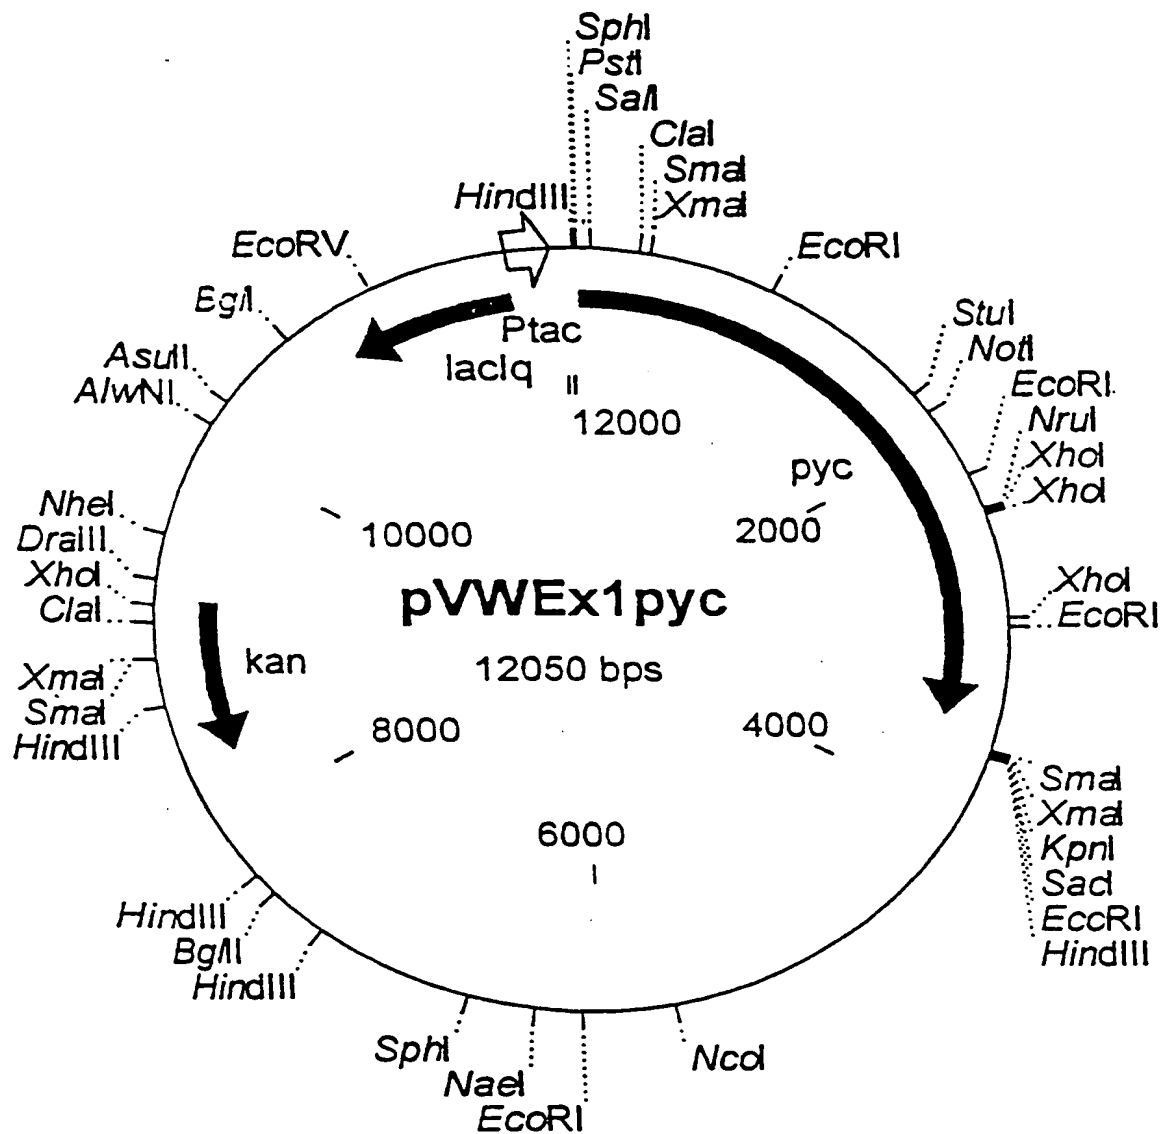 SphI
PstI
SalI
ClaI
SmaI
XmaI
HindIII
EcoRV
EcoRI
EglI
StuI
NotI
AsuII
AlwNI
Ptac
lacIq
EcoRI
NruI
XhoI
XhoI
12000
pyc
NheI
DraIII
XhoI
ClaI
10000
2000
pVWEx1pyc
12050 bps
XhoI
EcoRI
kan
XmaI
SmaI
HindIII
8000
4000
6000
SmaI
XmaI
KpnI
SacI
EccRI
HindIII
HindIII
BglII
HindIII
SphI
NaeI
EcoRI
NcoI